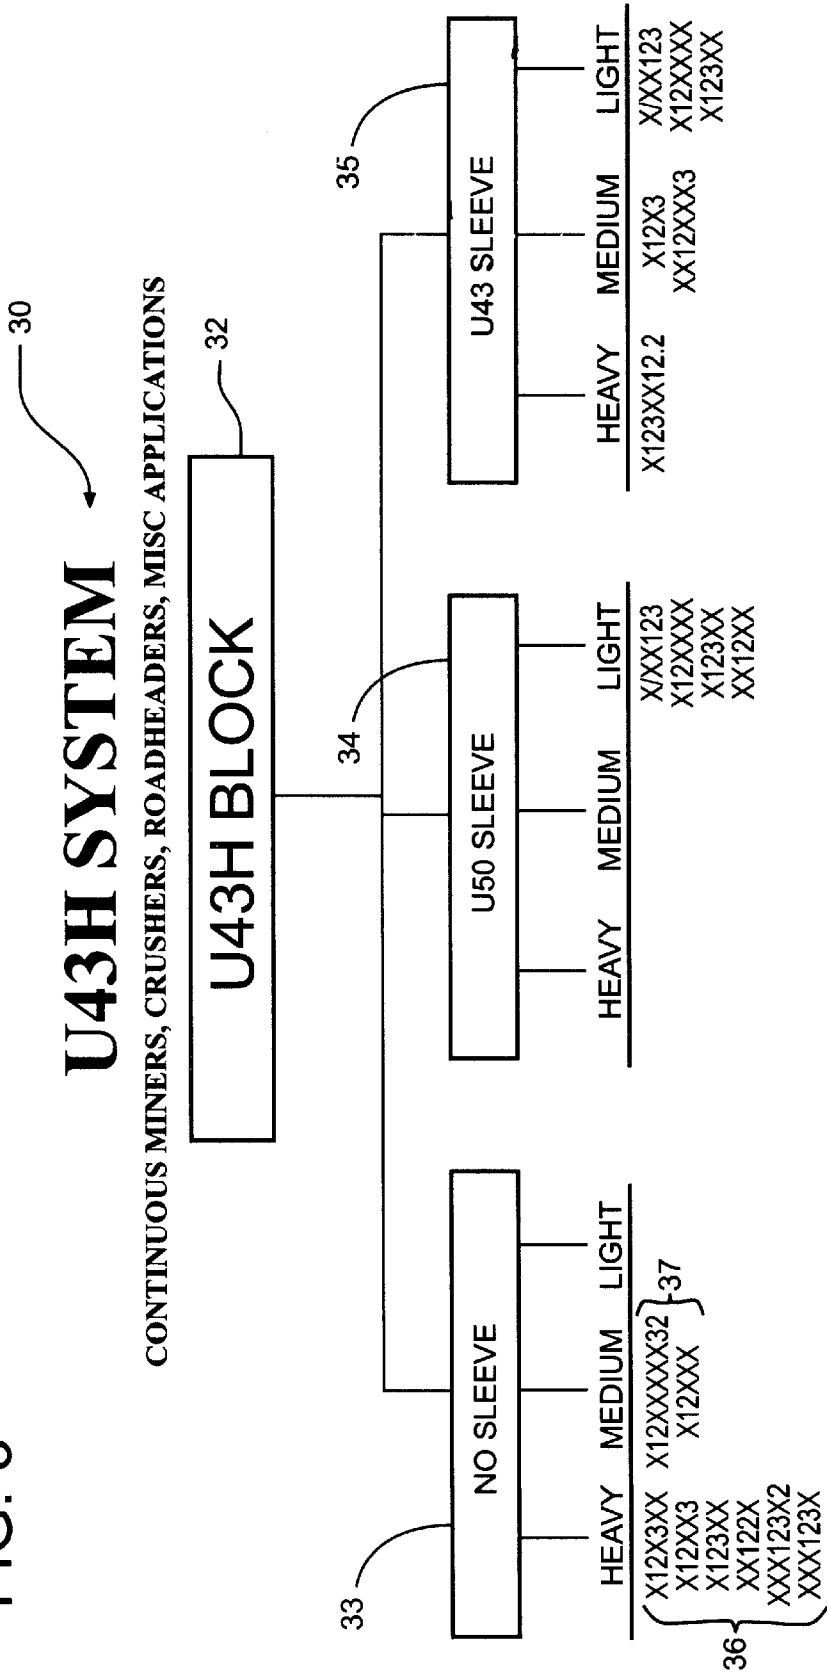 U43H SYSTEM
30
CONTINUOUS MINERS, CRUSHERS, ROADHEADERS, MISC APPLICATIONS
U43H BLOCK
32
33
NO SLEEVE
HEAVY MEDIUM LIGHT
X12X3XX X12XXXXX32
X12XX3 X12XXX
37
X123XX
XX122X
XXX123X2
XXX123X
36
34
U50 SLEEVE
HEAVY MEDIUM LIGHT
X/XX123
X12XXXX
X123XX
XX12XX
35
U43 SLEEVE
HEAVY MEDIUM LIGHT
X123XX12.2 X12X3 X/XX123
XX12XXX3 X12XXXX
X123XX